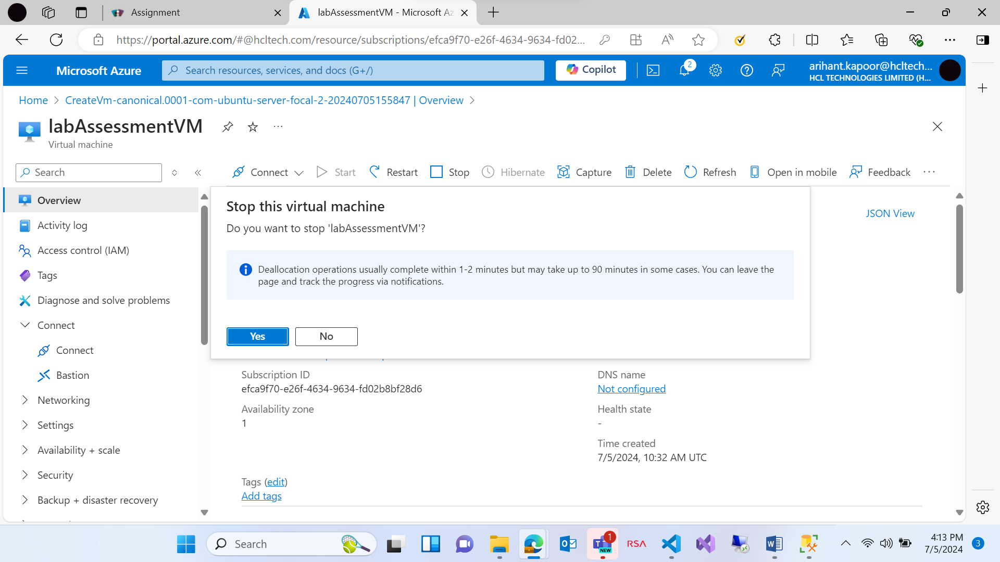 Assignment
labAssessmentVM - Microsoft Az
https://portal.azure.com/#@hcltech.com/resource/subscriptions/efca9f70-e26f-4634-9634-fd02...
Microsoft Azure
Search resources, services, and docs (G+/)
Copilot
2
arihant.kapoor@hcltech...
HCL TECHNOLOGIES LIMITED (H...
Home > CreateVm-canonical.0001-com-ubuntu-server-focal-2-20240705155847 | Overview >
labAssessmentVM
Virtual machine
Search
Connect
Start
Restart
Stop
Hibernate
Capture
Delete
Refresh
Open in mobile
Feedback
Overview
Activity log
Access control (IAM)
Tags
Diagnose and solve problems
Connect
Connect
Bastion
Networking
Settings
Availability + scale
Security
Backup + disaster recovery
Stop this virtual machine
Do you want to stop 'labAssessmentVM'?
Deallocation operations usually complete within 1-2 minutes but may take up to 90 minutes in some cases. You can leave the
page and track the progress via notifications.
Yes
No
JSON View
Subscription ID
efca9f70-e26f-4634-9634-fd02b8bf28d6
Availability zone
1
DNS name
Not configured
Health state
-
Time created
7/5/2024, 10:32 AM UTC
Tags (edit)
Add tags
Search
1
NEW
RSA
4:13 PM
7/5/2024
3